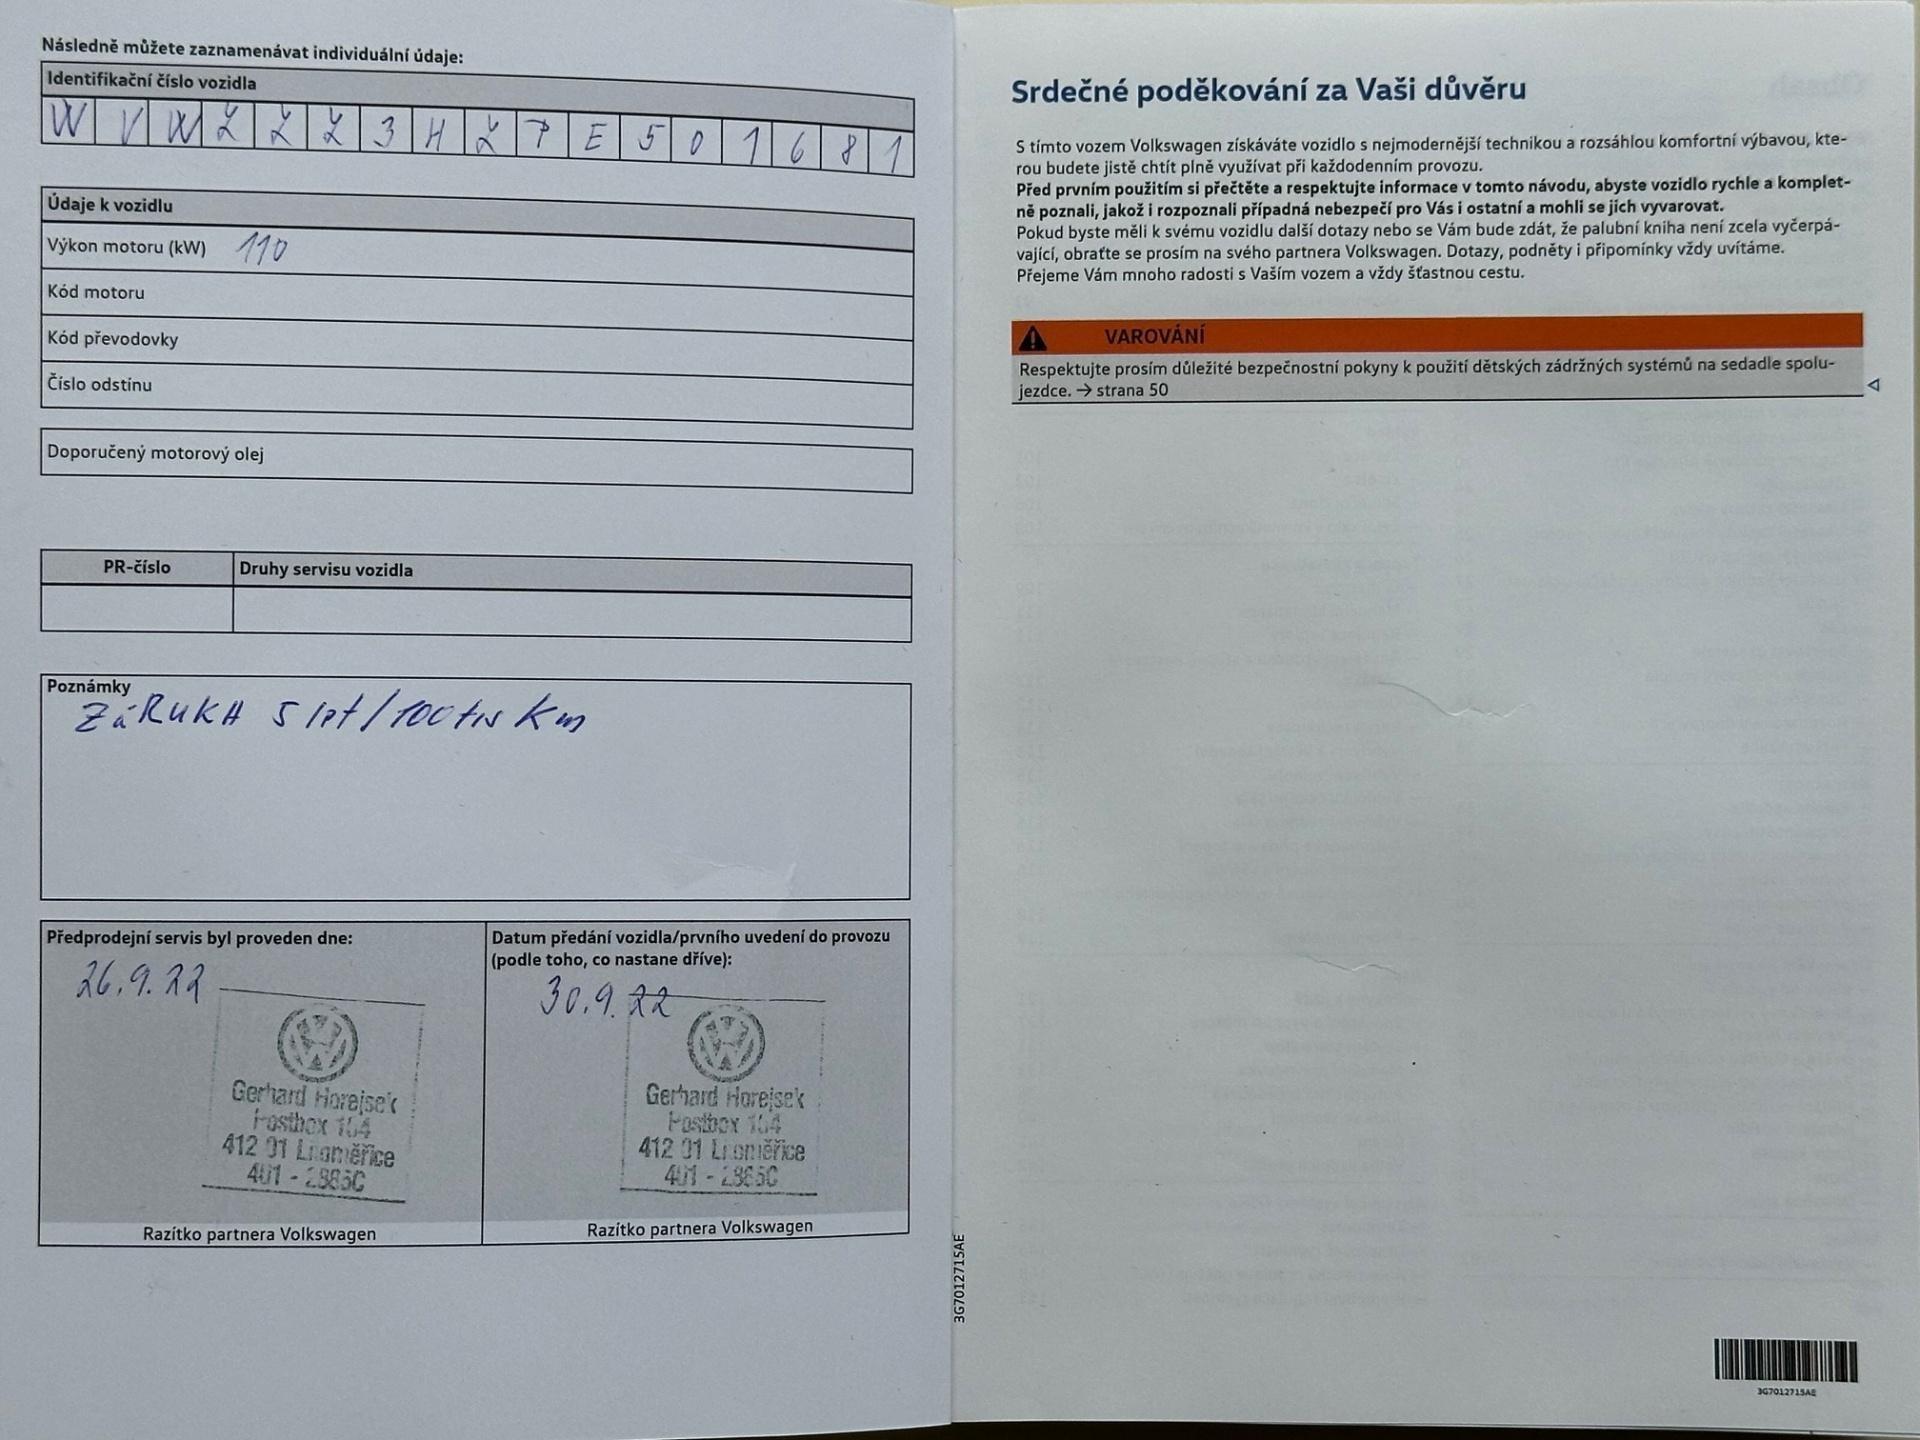 Následně můžete zaznamenávat individuální údaje:
Identifikační číslo vozidla
W V W Z Z Z 3 H Z P E 5 0 1 6 8 1
Údaje k vozidlu
Výkon motoru (kW) 110
Kód motoru
Kód převodovky
Číslo odstínu
Doporučený motorový olej
PR-číslo Druhy servisu vozidla
Poznámky
ZáRUKA 5 let/100 tis Km
Předprodejní servis byl proveden dne:
26.9.22
Gerhard Horejsek
Postbox 104
412 01 Litoměřice
401 -
Razítko partnera Volkswagen
Datum předání vozidla/prvního uvedení do provozu
(podle toho, co nastane dříve):
30.9.22
Gerhard Horejsek
Postbox 104
412 01 Litoměřice
401 -
Razítko partnera Volkswagen
3G7012715AE
Srdečné poděkování za Vaši důvěru
S tímto vozem Volkswagen získáváte vozidlo s nejmodernější technikou a rozsáhlou komfortní výbavou, kte-
rou budete jistě chtít plně využívat při každodenním provozu.
Před prvním použitím si přečtěte a respektujte informace v tomto návodu, abyste vozidlo rychle a komplet-
ně poznali, jakož i rozpoznali případná nebezpečí pro Vás i ostatní a mohli se jich vyvarovat.
Pokud byste měli k svému vozidlu další dotazy nebo se Vám bude zdát, že palubní kniha není zcela vyčerpá-
vající, obraťte se prosím na svého partnera Volkswagen. Dotazy, podněty i připomínky vždy uvítáme.
Přejeme Vám mnoho radosti s Vaším vozem a vždy šťastnou cestu.
VAROVÁNÍ
Respektujte prosím důležité bezpečnostní pokyny k použití dětských zádržných systémů na sedadle spolu-
jezdce. → strana 50
3G7012715AE